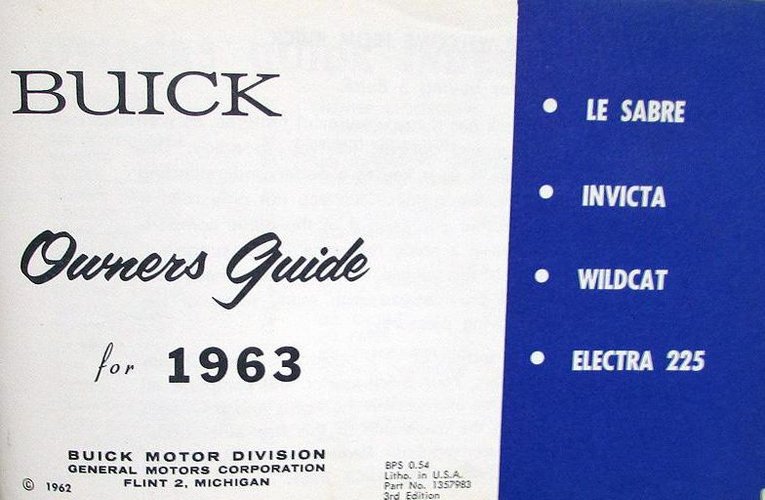 BUICK
Owners Guide
for 1963
BUICK MOTOR DIVISION
GENERAL MOTORS CORPORATION
FLINT 2, MICHIGAN
© 1962
BPS 0.54
Litho. in U.S.A.
Part No. 1357983
3rd Edition
• LE SABRE
• INVICTA
• WILDCAT
• ELECTRA 225